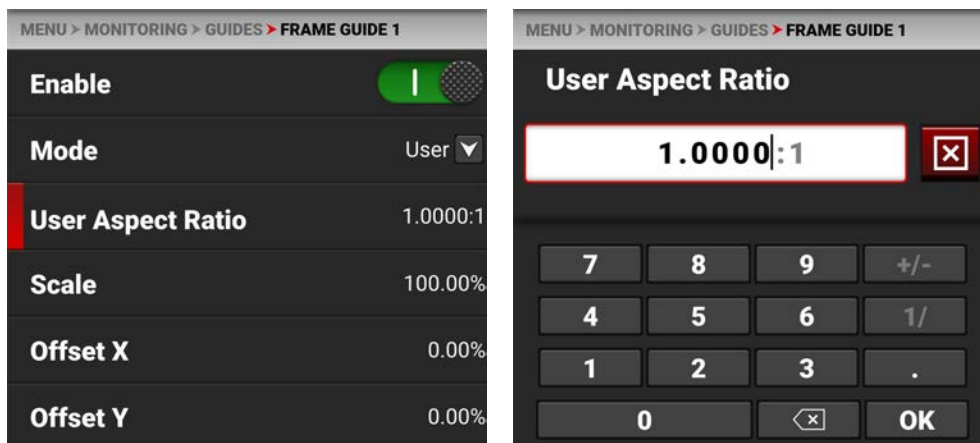 MENU > MONITORING > GUIDES > FRAME GUIDE 1
Enable
Mode User
User Aspect Ratio 1.0000:1
Scale 100.00%
Offset X 0.00%
Offset Y 0.00%
MENU > MONITORING > GUIDES > FRAME GUIDE 1
User Aspect Ratio
1.0000:1
7 8 9 +/-
4 5 6 1/
1 2 3 .
0 OK